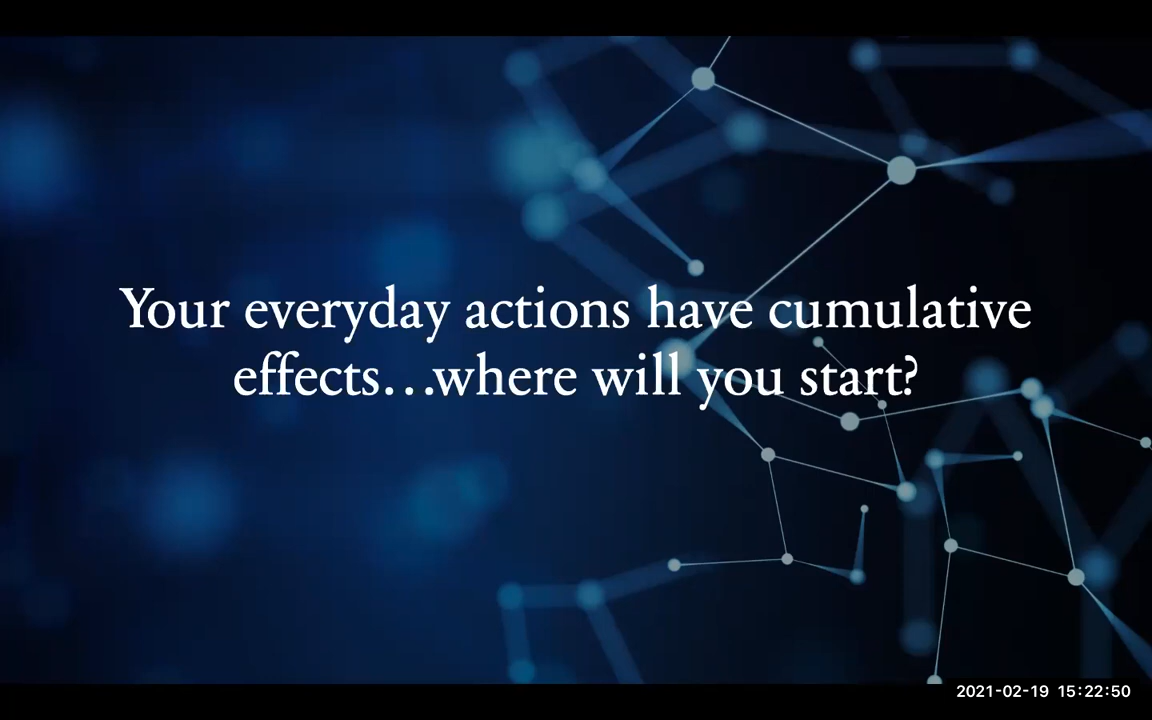 Your everyday actions have cumulative
effects…where will you start?
2021-02-19 15:22:50